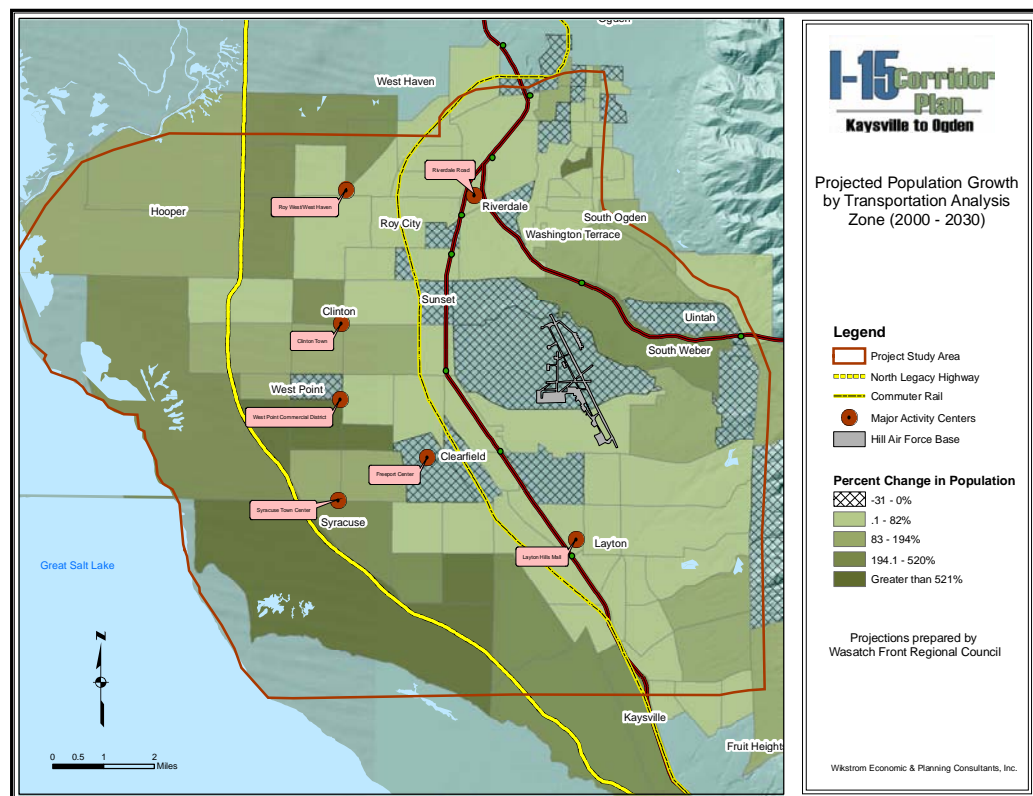 Ogden
West Haven
Riverdale Road
Roy West/West Haven
Hooper
Riverdale
South Ogden
Roy City
Washington Terrace
Sunset
Uintah
Clinton
Clinton Town
South Weber
West Point
West Point Commercial District
Clearfield
Freeport Center
Syracuse Town Center
Syracuse
Layton
Layton Hills Mall
Great Salt Lake
N
Kaysville
Fruit Heights
0 0.5 1 2
Miles
I-15 Corridor
Plan
Kaysville to Ogden
Projected Population Growth
by Transportation Analysis
Zone (2000 - 2030)
Legend
Project Study Area
North Legacy Highway
Commuter Rail
Major Activity Centers
Hill Air Force Base
Percent Change in Population
-31 - 0%
.1 - 82%
83 - 194%
194.1 - 520%
Greater than 521%
Projections prepared by
Wasatch Front Regional Council
Wikstrom Economic & Planning Consultants, Inc.